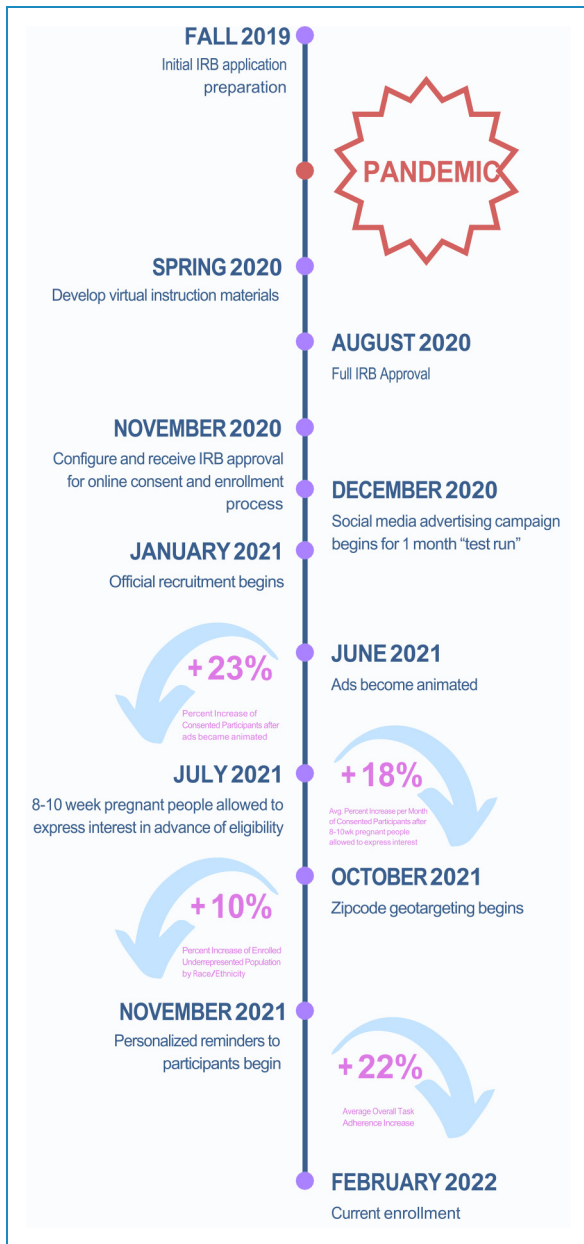 FALL 2019
Initial IRB application
preparation
PANDEMIC
SPRING 2020
Develop virtual instruction materials
AUGUST 2020
Full IRB Approval
NOVEMBER 2020
Configure and receive IRB approval
for online consent and enrollment
process
DECEMBER 2020
Social media advertising campaign
begins for 1 month “test run”
JANUARY 2021
Official recruitment begins
JUNE 2021
Ads become animated
+23%
Percent Increase of
Consented Participants after
ads became animated
JULY 2021
8-10 week pregnant people allowed to
express interest in advance of eligibility
+18%
Avg. Percent Increase per Month
of Consented Participants after
8-10wk pregnant people
allowed to express interest
OCTOBER 2021
Zipcode geotargeting begins
+10%
Percent Increase of Enrolled
Underrepresented Population
by Race/Ethnicity
NOVEMBER 2021
Personalized reminders to
participants begin
+22%
Average Overall Task
Adherence Increase
FEBRUARY 2022
Current enrollment